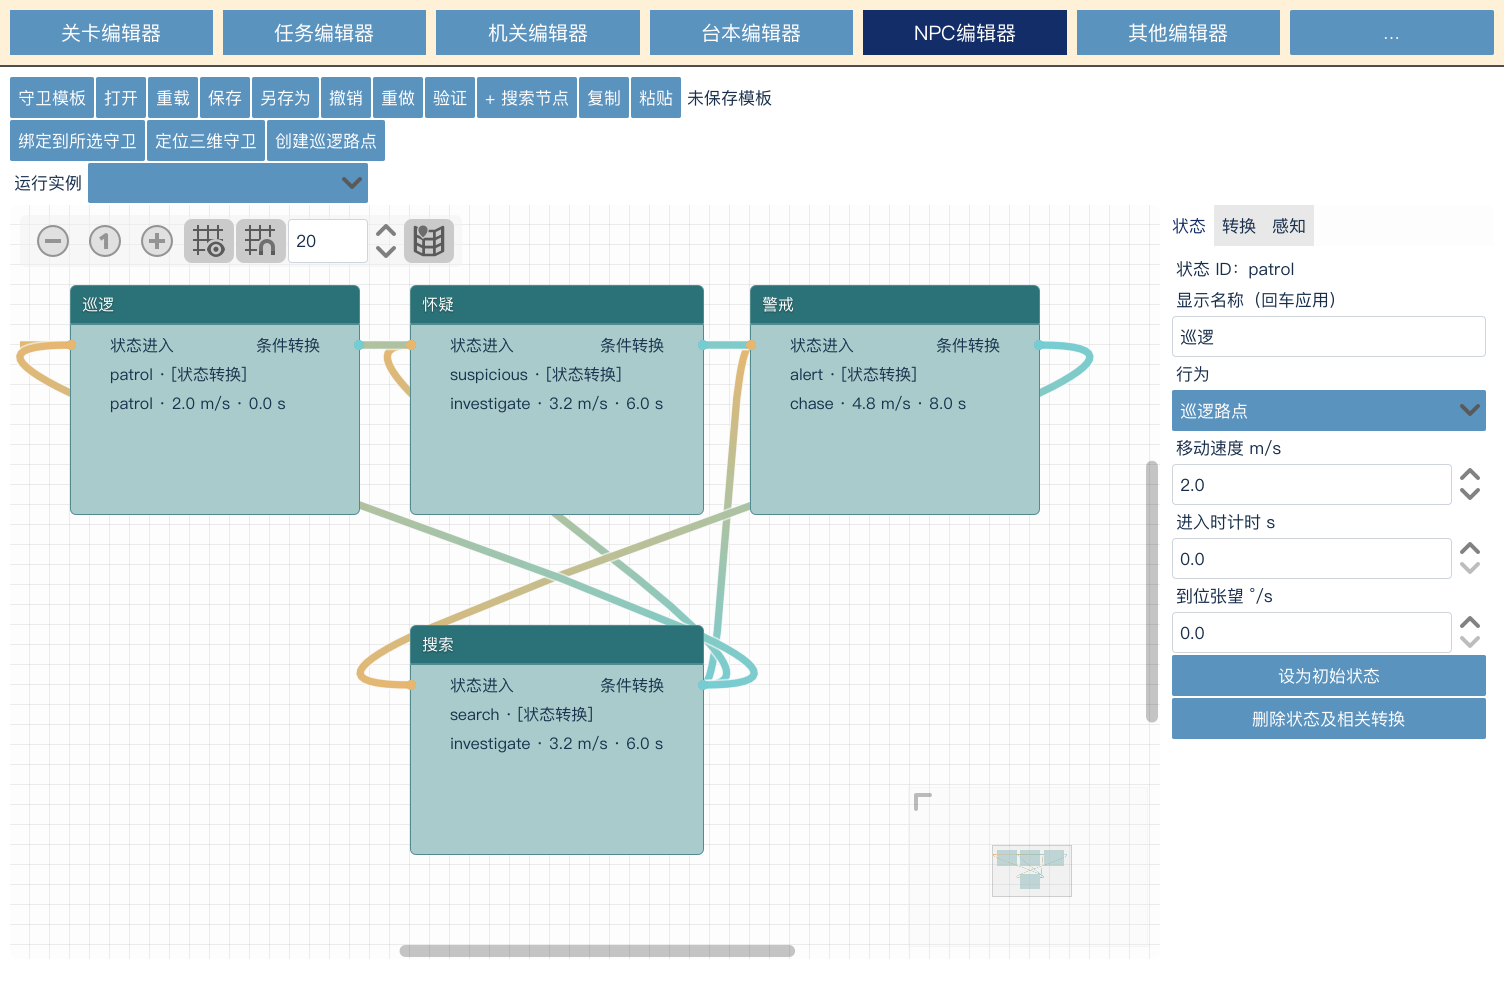 关卡编辑器 任务编辑器 机关编辑器 台本编辑器 NPC编辑器 其他编辑器 ...
守卫模板 打开 重载 保存 另存为 撤销 重做 验证 + 搜索节点 复制 粘贴 未保存模板
绑定到所选守卫 定位三维守卫 创建巡逻路点
运行实例
1 20
巡逻
状态进入 条件转换
patrol · [状态转换]
patrol · 2.0 m/s · 0.0 s
怀疑
状态进入 条件转换
suspicious · [状态转换]
investigate · 3.2 m/s · 6.0 s
警戒
状态进入 条件转换
alert · [状态转换]
chase · 4.8 m/s · 8.0 s
搜索
状态进入 条件转换
search · [状态转换]
investigate · 3.2 m/s · 6.0 s
状态 转换 感知
状态 ID：patrol
显示名称（回车应用）
巡逻
行为
巡逻路点
移动速度 m/s
2.0
进入时计时 s
0.0
到位张望 °/s
0.0
设为初始状态
删除状态及相关转换